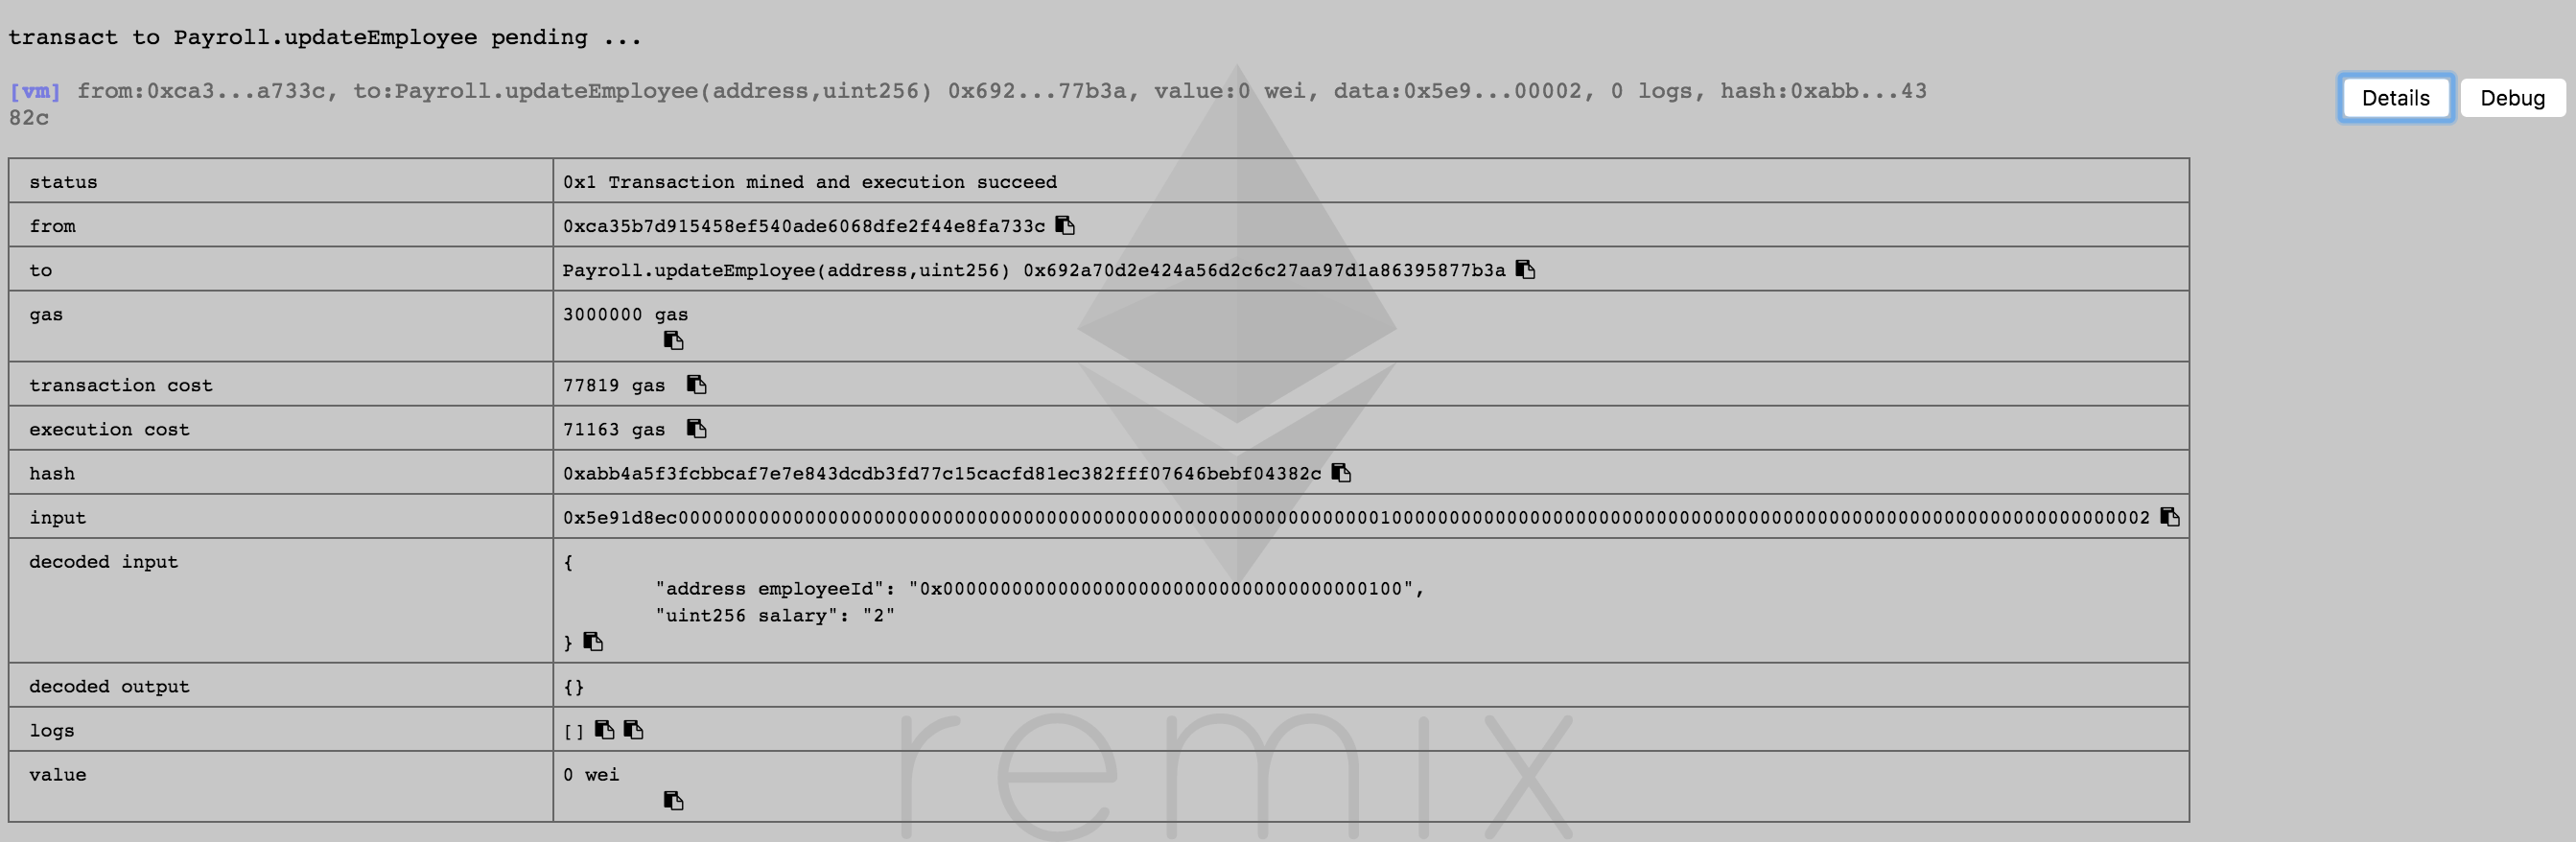 transact to Payroll.updateEmployee pending ...
[vm] from:0xca3...a733c, to:Payroll.updateEmployee(address,uint256) 0x692...77b3a, value:0 wei, data:0x5e9...00002, 0 logs, hash:0xabb...43
82c
Details Debug
status 0x1 Transaction mined and execution succeed
from 0xca35b7d915458ef540ade6068dfe2f44e8fa733c
to Payroll.updateEmployee(address,uint256) 0x692a70d2e424a56d2c6c27aa97d1a86395877b3a
gas 3000000 gas
transaction cost 77819 gas
execution cost 71163 gas
hash 0xabb4a5f3fcbbcaf7e7e843dcdb3fd77c15cacfd81ec382fff07646bebf04382c
input 0x5e91d8ec00000000000000000000000000000000000000000000000000000000000001000000000000000000000000000000000000000000000000000000000000000002
decoded input {
"address employeeId": "0x0000000000000000000000000000000000000100",
"uint256 salary": "2"
}
decoded output {}
logs []
value 0 wei
remix